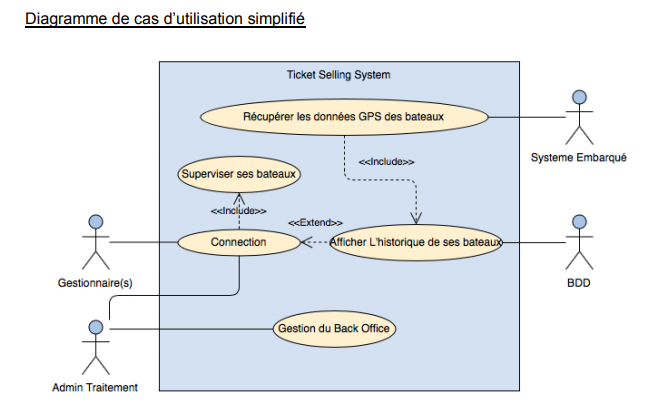 Diagramme de cas d'utilisation simplifié
Ticket Selling System
Récupérer les données GPS des bateaux
Systeme Embarqué
<<Include>>
Superviser ses bateaux
<<Include>>
<<Extend>>
Connection
Afficher L'historique de ses bateaux
Gestionnaire(s)
BDD
Gestion du Back Office
Admin Traitement